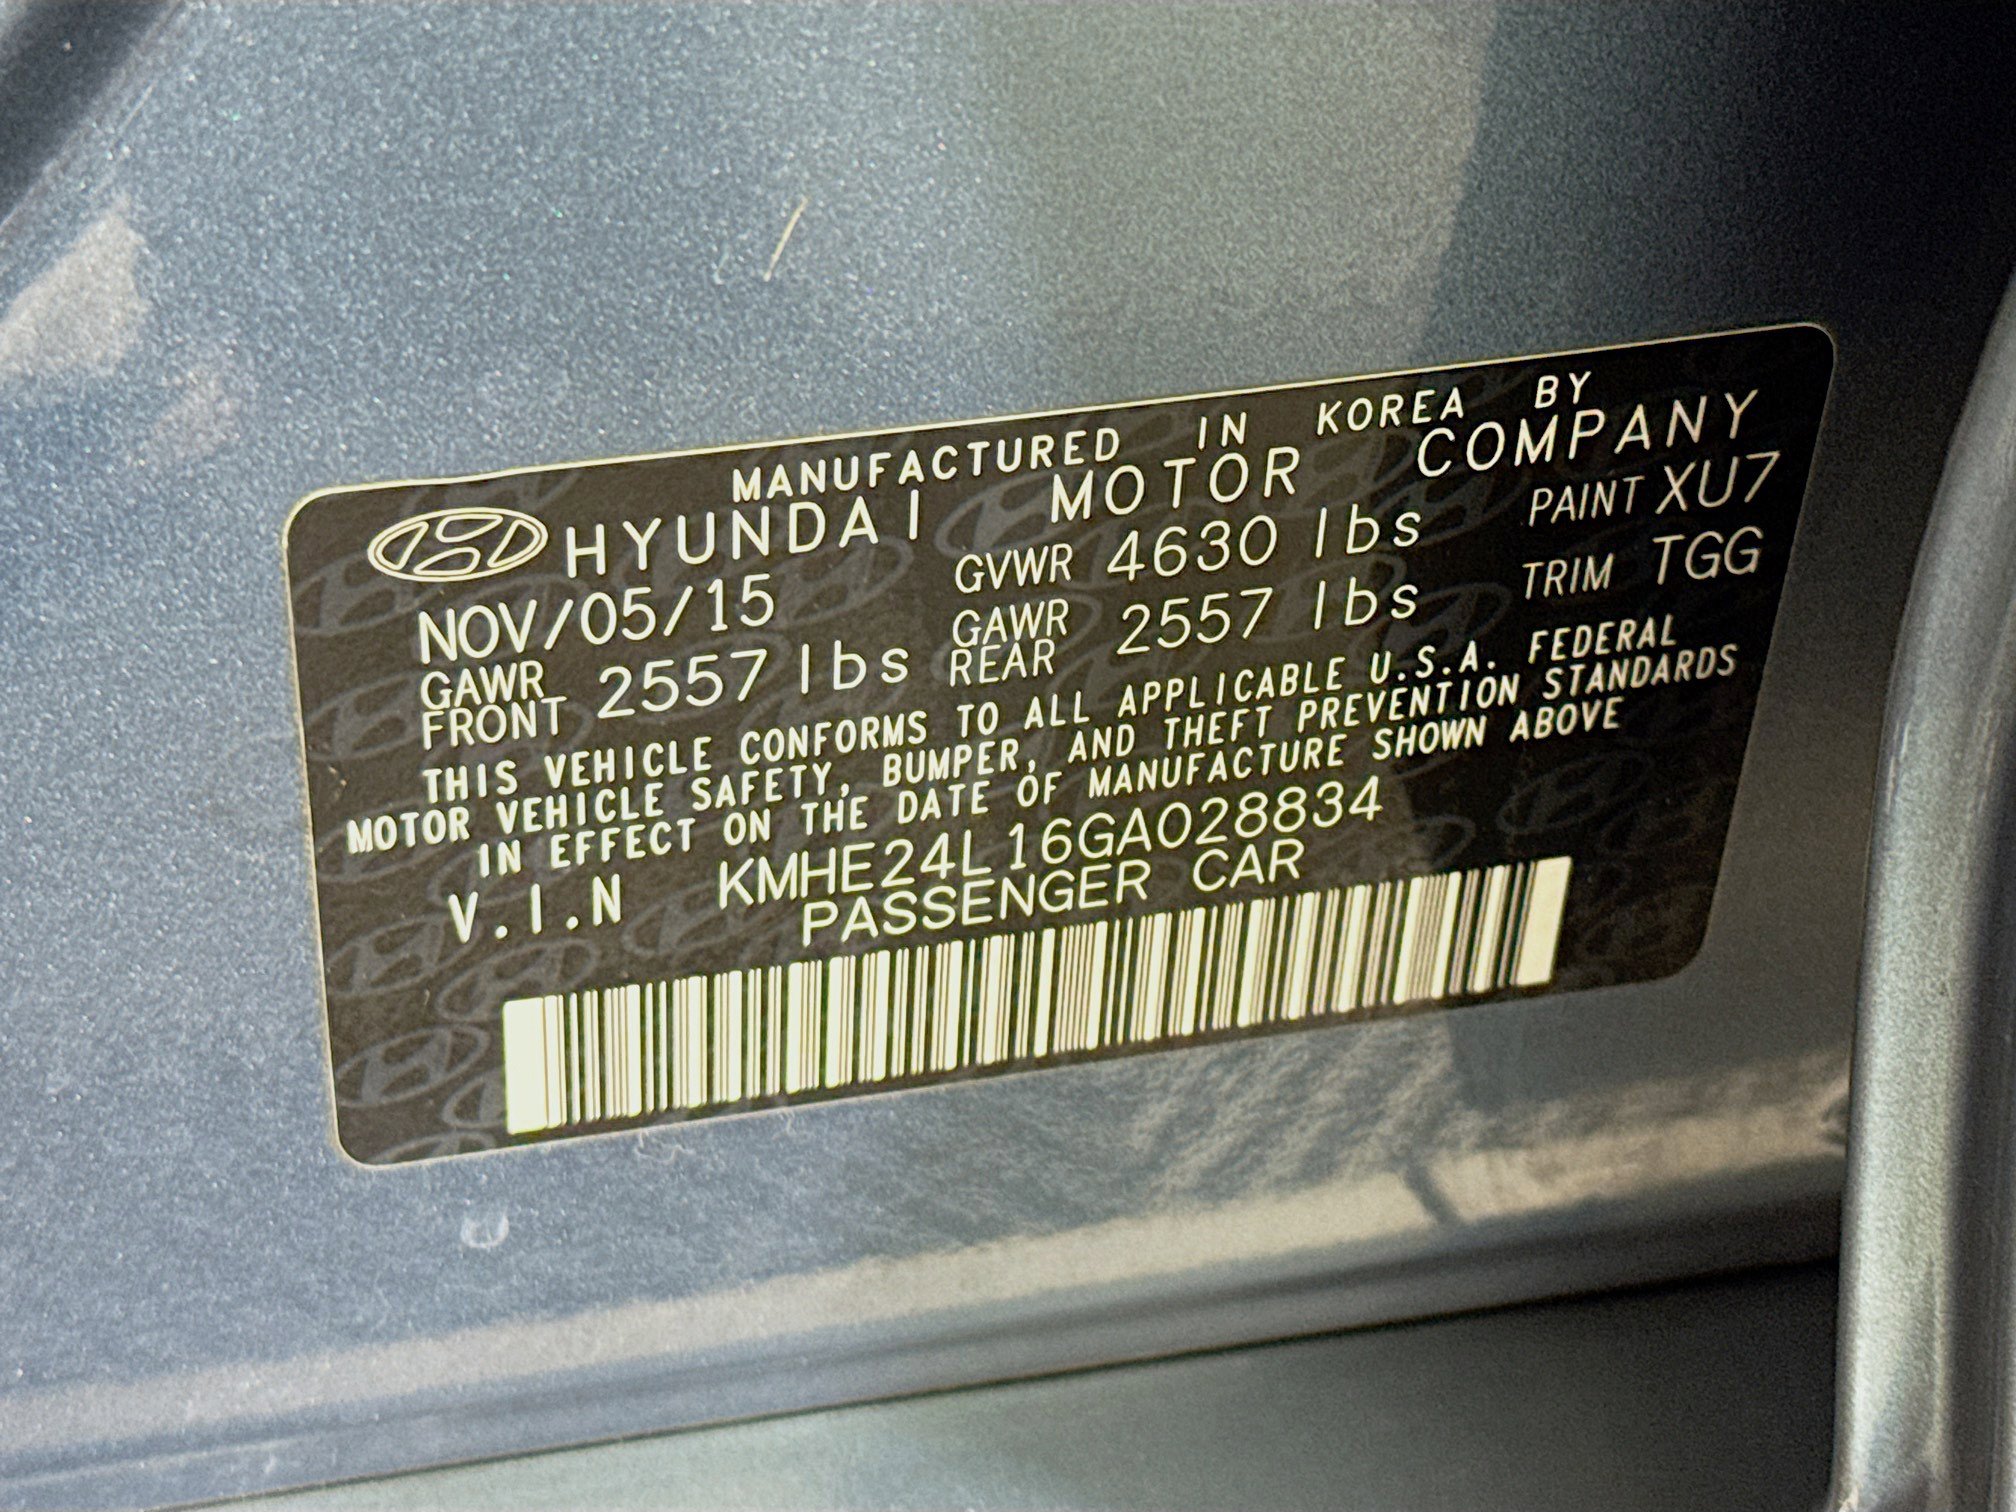 MANUFACTURED IN KOREA BY
HYUNDAI MOTOR COMPANY
NOV/05/15 GVWR 4630 lbs PAINT XU7
GAWR FRONT 2557 lbs GAWR REAR 2557 lbs TRIM TGG
THIS VEHICLE CONFORMS TO ALL APPLICABLE U.S.A. FEDERAL
MOTOR VEHICLE SAFETY, BUMPER, AND THEFT PREVENTION STANDARDS
IN EFFECT ON THE DATE OF MANUFACTURE SHOWN ABOVE
V.I.N KMHE24L16GA028834
PASSENGER CAR